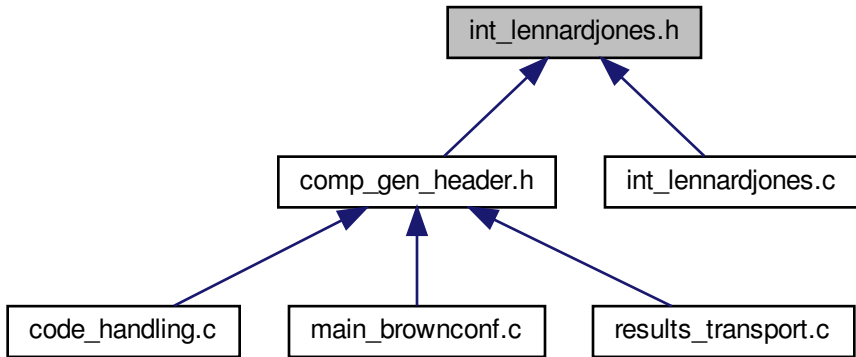 int_lennardjones.h
comp_gen_header.h
int_lennardjones.c
code_handling.c
main_brownconf.c
results_transport.c